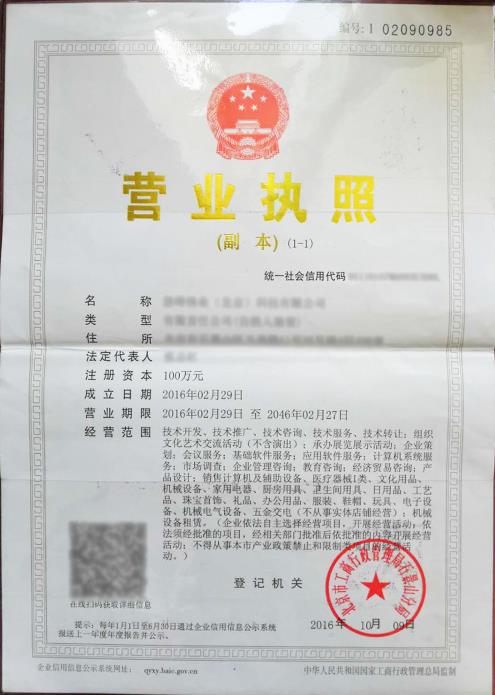 编号:1 02090985
营业执照
(副 本) (1-1)
统一社会信用代码
名 称
类 型
住 所
法定代表人
注册资本 100万元
成立日期 2016年02月29日
营业期限 2016年02月29日 至 2046年02月27日
经营范围 技术开发、技术推广、技术咨询、技术服务、技术转让；组织
文化艺术交流活动（不含演出）；承办展览展示活动；企业策
划；会议服务；基础软件服务；应用软件服务；计算机系统服
务；市场调查；企业管理咨询；教育咨询；经济贸易咨询；产
品设计；销售计算机及辅助设备、医疗器械I类、文化用品、
机械设备、家用电器、厨房用具、卫生间用具、日用品、工艺
品、珠宝首饰、礼品、办公用品、服装、鞋帽、玩具、电子设
备、机械电气设备、五金交电（不从事实体店铺经营）；机械
设备租赁。（企业依法自主选择经营项目，开展经营活动；依
法须经批准的项目，经相关部门批准后依批准的内容开展经营
活动；不得从事本市产业政策禁止和限制类项目的经营活
动。）
在线扫码获取详细信息
登记机关
北京市工商行政管理局石景山分局
2016年 10月 09日
提示：每年1月1日至6月30日通过企业信用信息公示系统
报送上一年度年度报告并公示。
企业信用信息公示系统网址： qyxy.baic.gov.cn
中华人民共和国国家工商行政管理总局监制